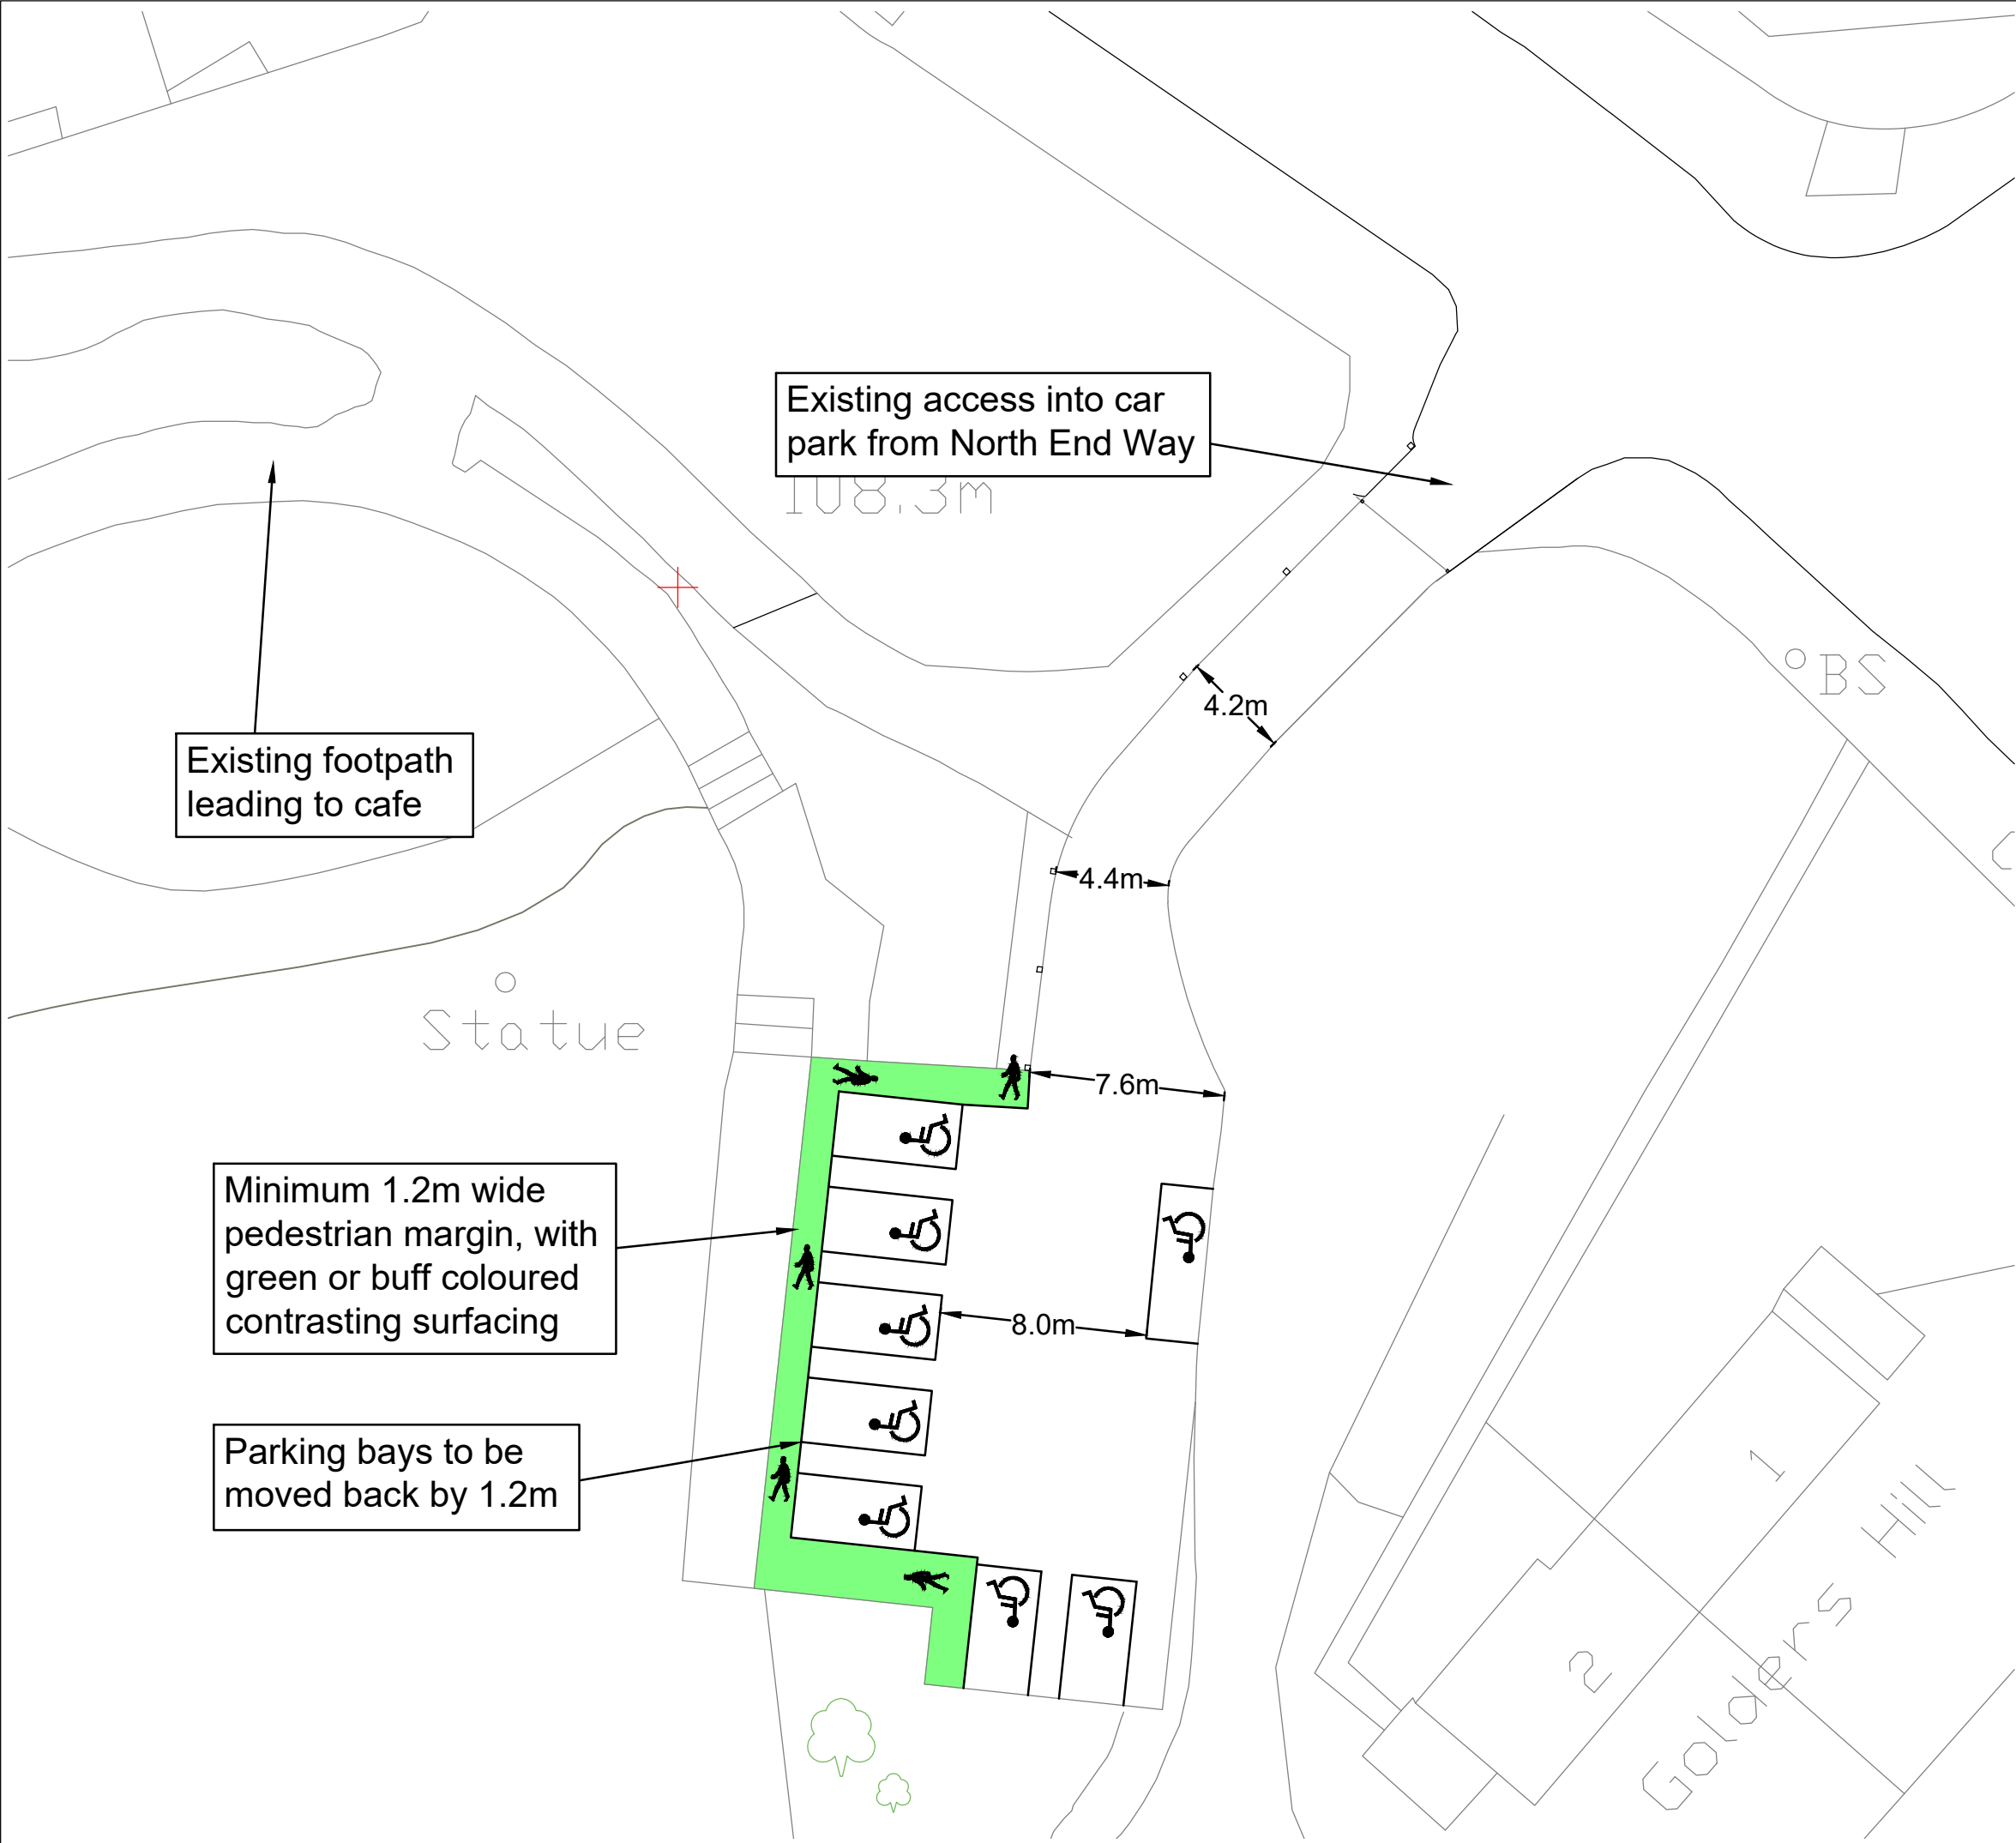 Existing access into car
park from North End Way
108.3m
BS
4.2m
Existing footpath
leading to cafe
4.4m
Statue
7.6m
Minimum 1.2m wide
pedestrian margin, with
green or buff coloured
contrasting surfacing
8.0m
Parking bays to be
moved back by 1.2m
1
2
Golders Hill